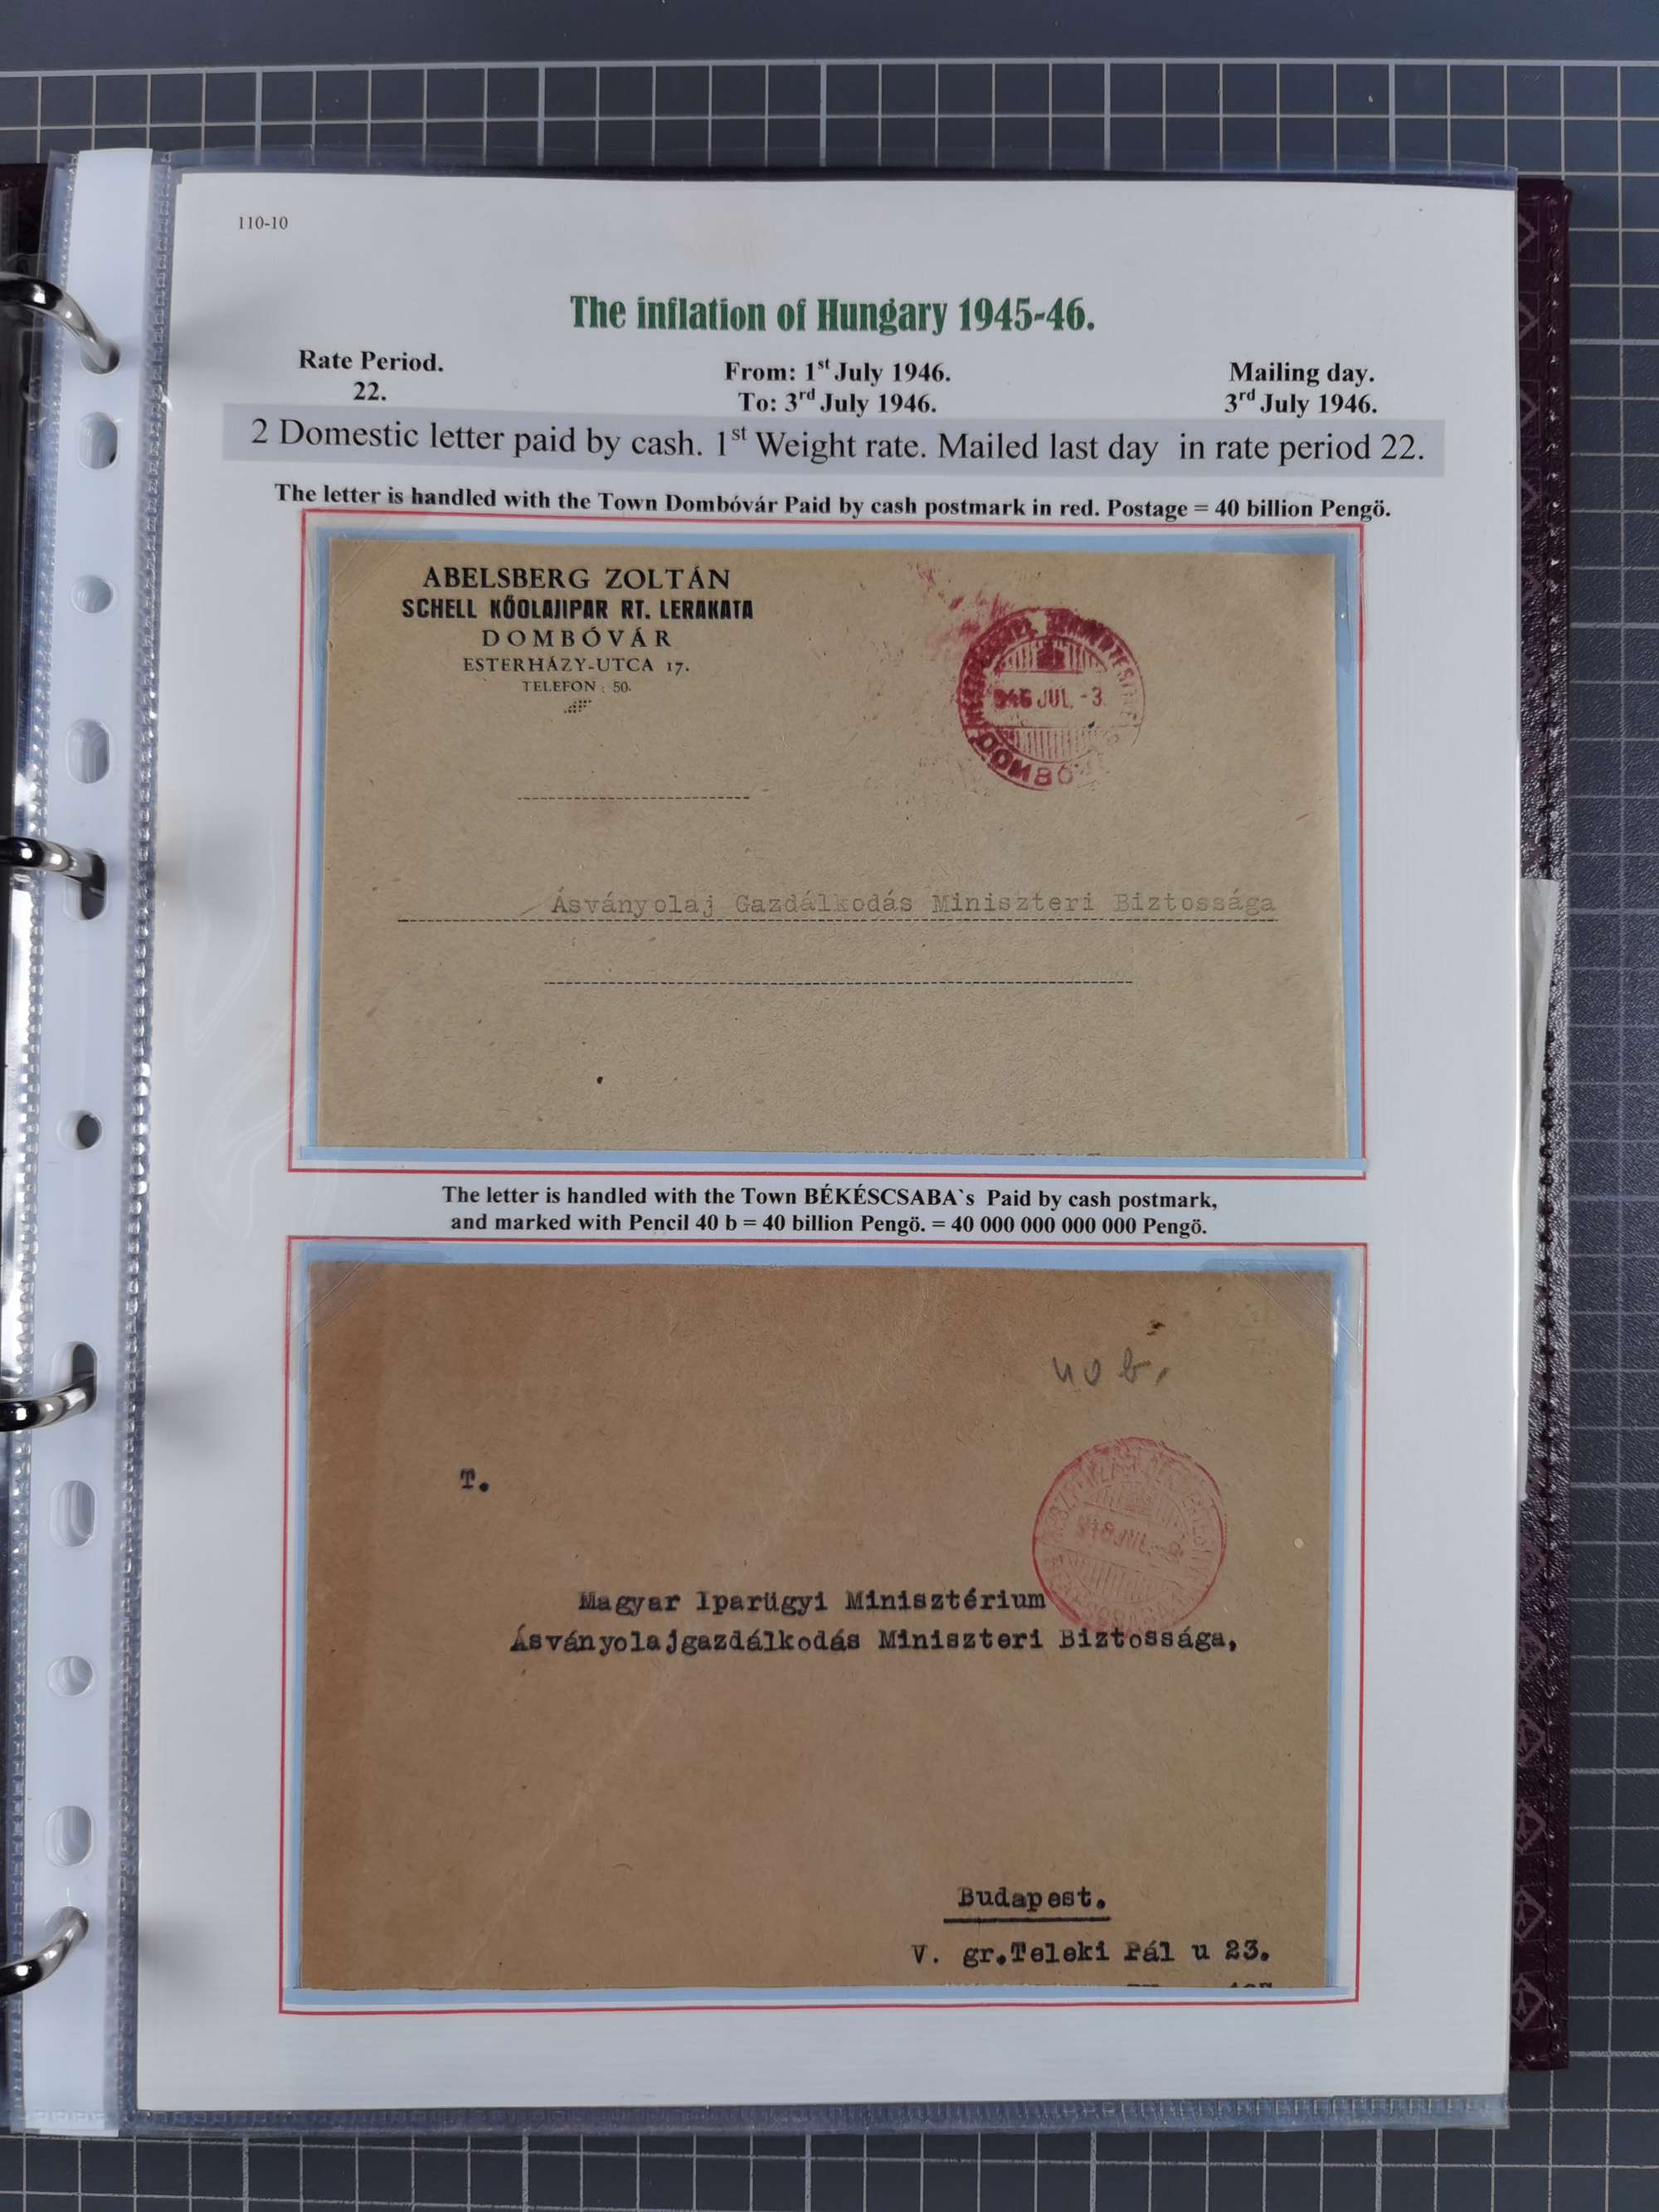 110-10
The inflation of Hungary 1945-46.
Rate Period.
22.
From: 1st July 1946.
To: 3rd July 1946.
Mailing day.
3rd July 1946.
2 Domestic letter paid by cash. 1st Weight rate. Mailed last day in rate period 22.
The letter is handled with the Town Dombóvár Paid by cash postmark in red. Postage = 40 billion Pengö.
ABELSBERG ZOLTÁN
SCHELL KŐOLAJIPAR RT. LERAKATA
DOMBÓVÁR
ESTERHÁZY-UTCA 17.
TELEFON : 50.
JUL. -3.
Ásványolaj Gazdálkodás Miniszteri Biztossága
The letter is handled with the Town BÉKÉSCSABA`s Paid by cash postmark,
and marked with Pencil 40 b = 40 billion Pengö. = 40 000 000 000 000 Pengö.
40 b.
T.
Magyar Iparügyi Minisztérium
Ásványolajgazdálkodás Miniszteri Biztossága,
Budapest.
V. gr.Teleki Pál u 23.